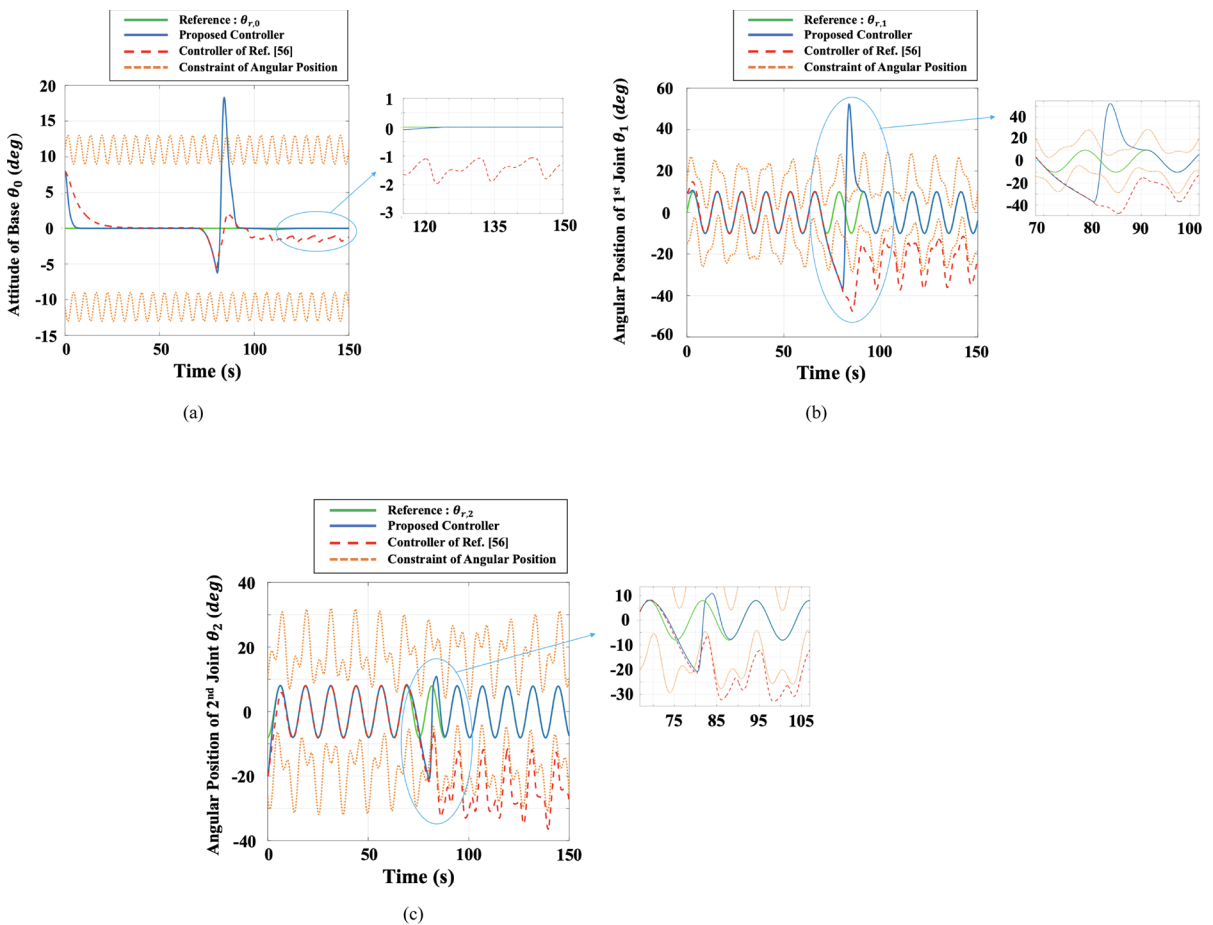 Reference : θr,0
Proposed Controller
Controller of Ref. [56]
Constraint of Angular Position
Attitude of Base θ0 (deg)
20
15
10
5
0
-5
-10
-15
0 50 100 150
Time (s)
1
0
-1
-2
-3
120 135 150
(a)
Reference : θr,1
Proposed Controller
Controller of Ref. [56]
Constraint of Angular Position
Angular Position of 1st Joint θ1 (deg)
60
40
20
0
-20
-40
60
0 50 100 150
Time (s)
40
20
0
-20
-40
70 80 90 100
(b)
Reference : θr,2
Proposed Controller
Controller of Ref. [56]
Constraint of Angular Position
Angular Position of 2nd Joint θ2 (deg)
40
20
0
-20
-40
0 50 100 150
Time (s)
10
0
-10
-20
-30
75 85 95 105
(c)